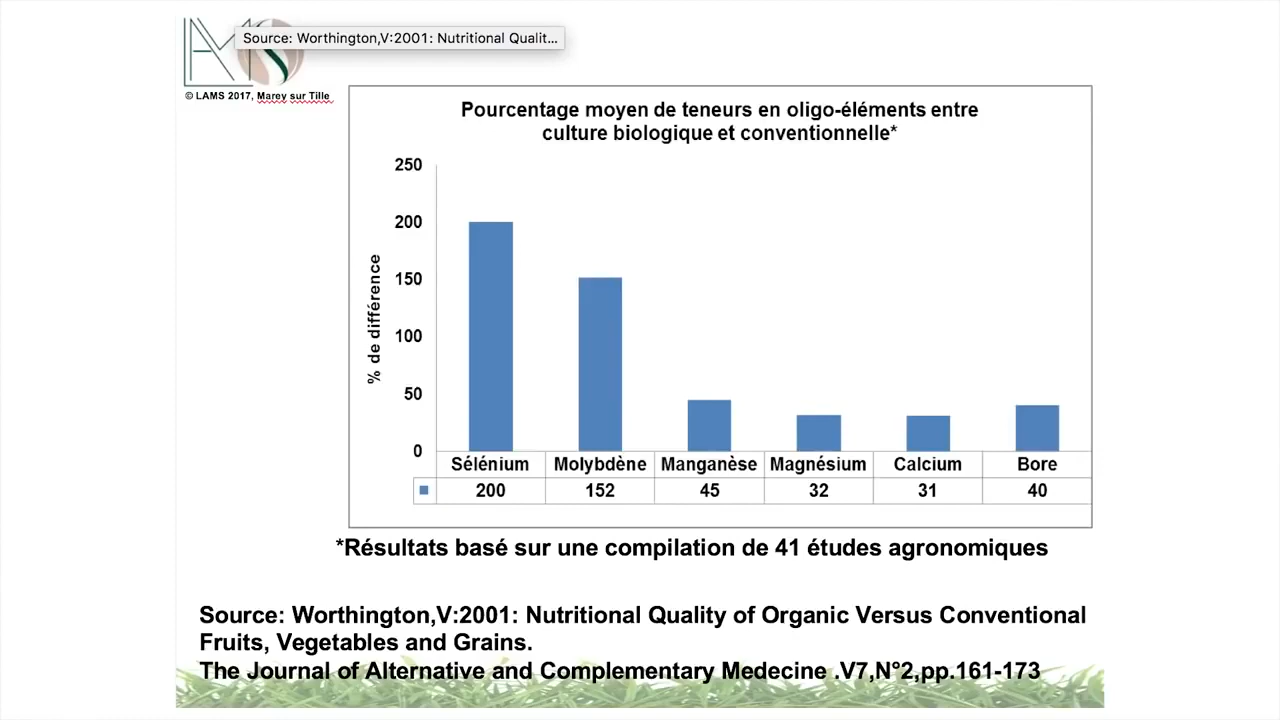 Source: Worthington,V:2001: Nutritional Qualit...
© LAMS 2017, Marey sur Tille
Pourcentage moyen de teneurs en oligo-éléments entre
culture biologique et conventionnelle*
% de différence
250
200
150
100
50
0
Sélénium Molybdène Manganèse Magnésium Calcium Bore
200 152 45 32 31 40
*Résultats basé sur une compilation de 41 études agronomiques
Source: Worthington,V:2001: Nutritional Quality of Organic Versus Conventional
Fruits, Vegetables and Grains.
The Journal of Alternative and Complementary Medecine .V7,N°2,pp.161-173